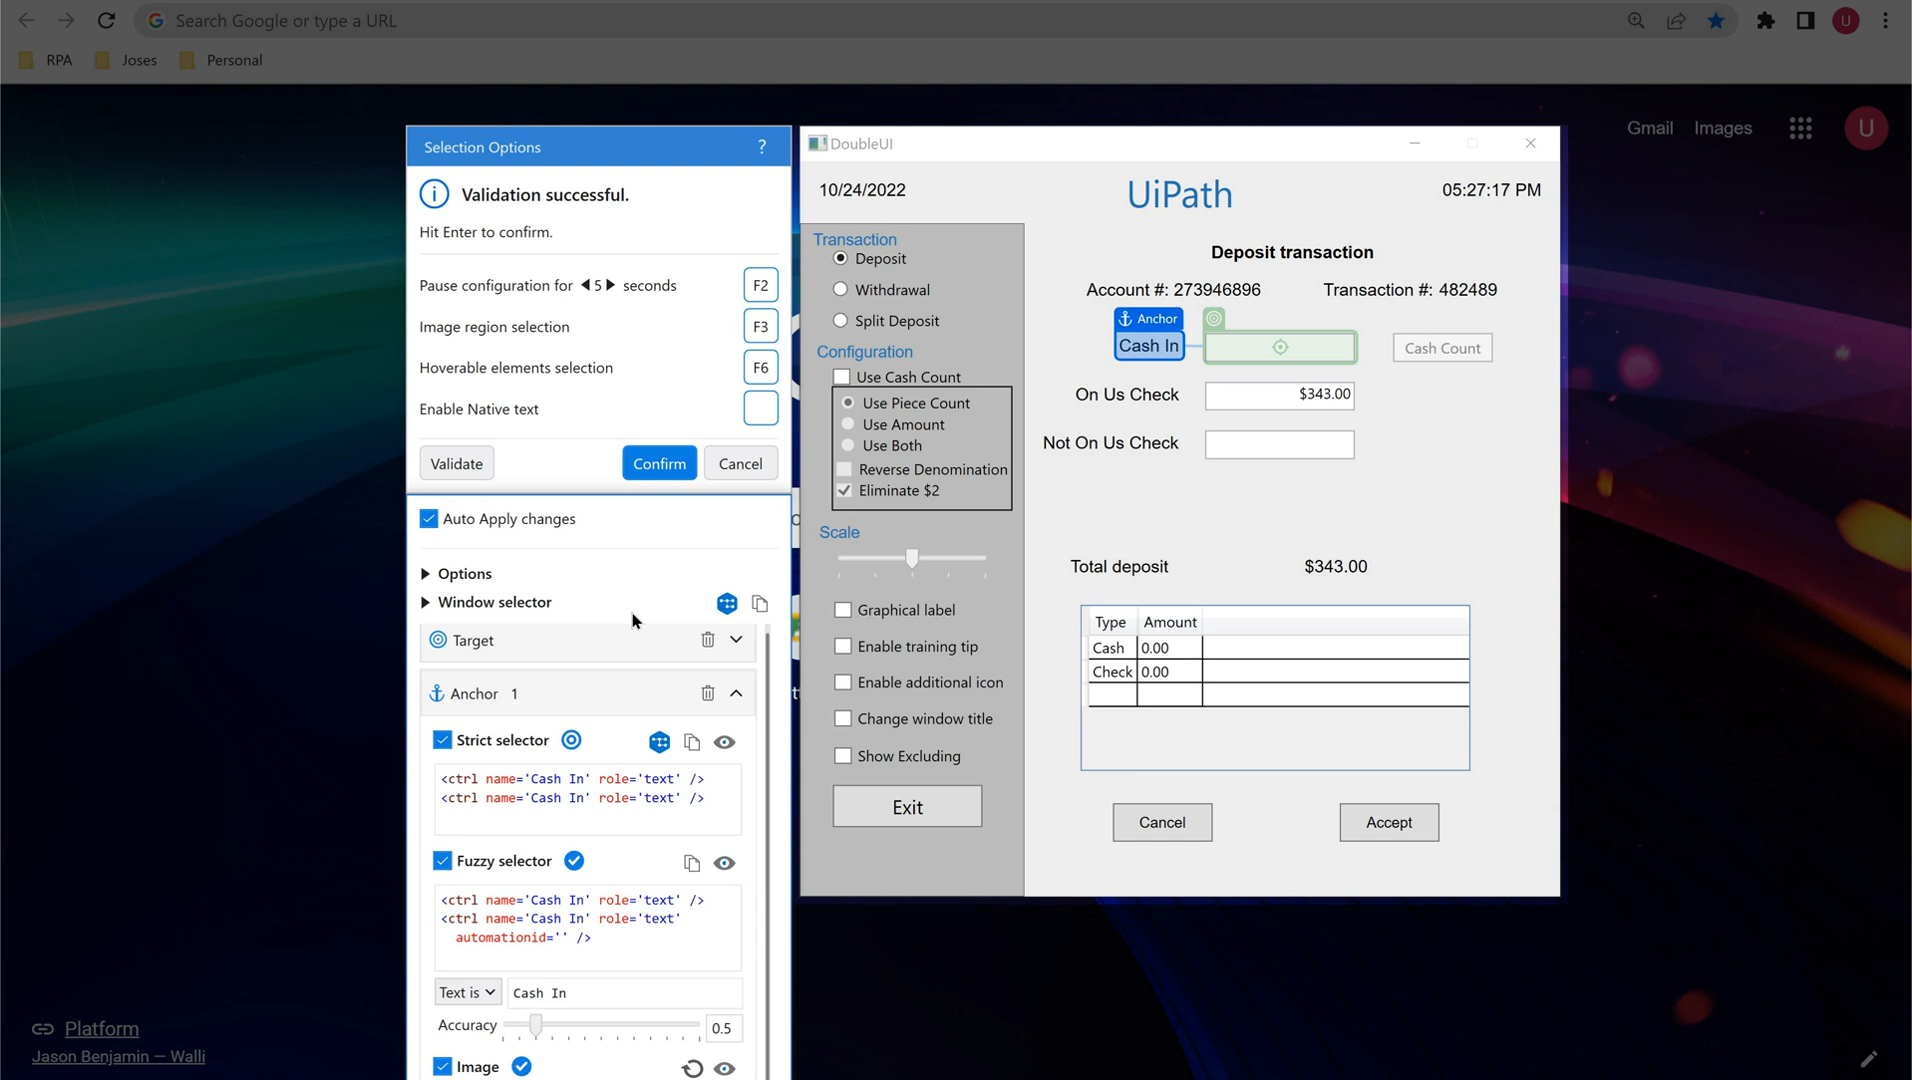 Search Google or type a URL
U
RPA
Joses
Personal
Gmail
Images
U
Selection Options
?
Validation successful.
Hit Enter to confirm.
Pause configuration for 5 seconds
F2
Image region selection
F3
Hoverable elements selection
F6
Enable Native text
Validate
Confirm
Cancel
Auto Apply changes
Options
Window selector
Target
Anchor 1
Strict selector
<ctrl name='Cash In' role='text' />
<ctrl name='Cash In' role='text' />
Fuzzy selector
<ctrl name='Cash In' role='text' />
<ctrl name='Cash In' role='text'
automationid='' />
Text is
Cash In
Accuracy
0.5
Image
DoubleUI
10/24/2022
UiPath
05:27:17 PM
Transaction
Deposit
Withdrawal
Split Deposit
Configuration
Use Cash Count
Use Piece Count
Use Amount
Use Both
Reverse Denomination
Eliminate $2
Scale
Graphical label
Enable training tip
Enable additional icon
Change window title
Show Excluding
Exit
Deposit transaction
Account #: 273946896
Transaction #: 482489
Anchor
Cash In
Cash Count
On Us Check
$343.00
Not On Us Check
Total deposit
$343.00
Type Amount
Cash 0.00
Check 0.00
Cancel
Accept
Platform
Jason Benjamin — Walli